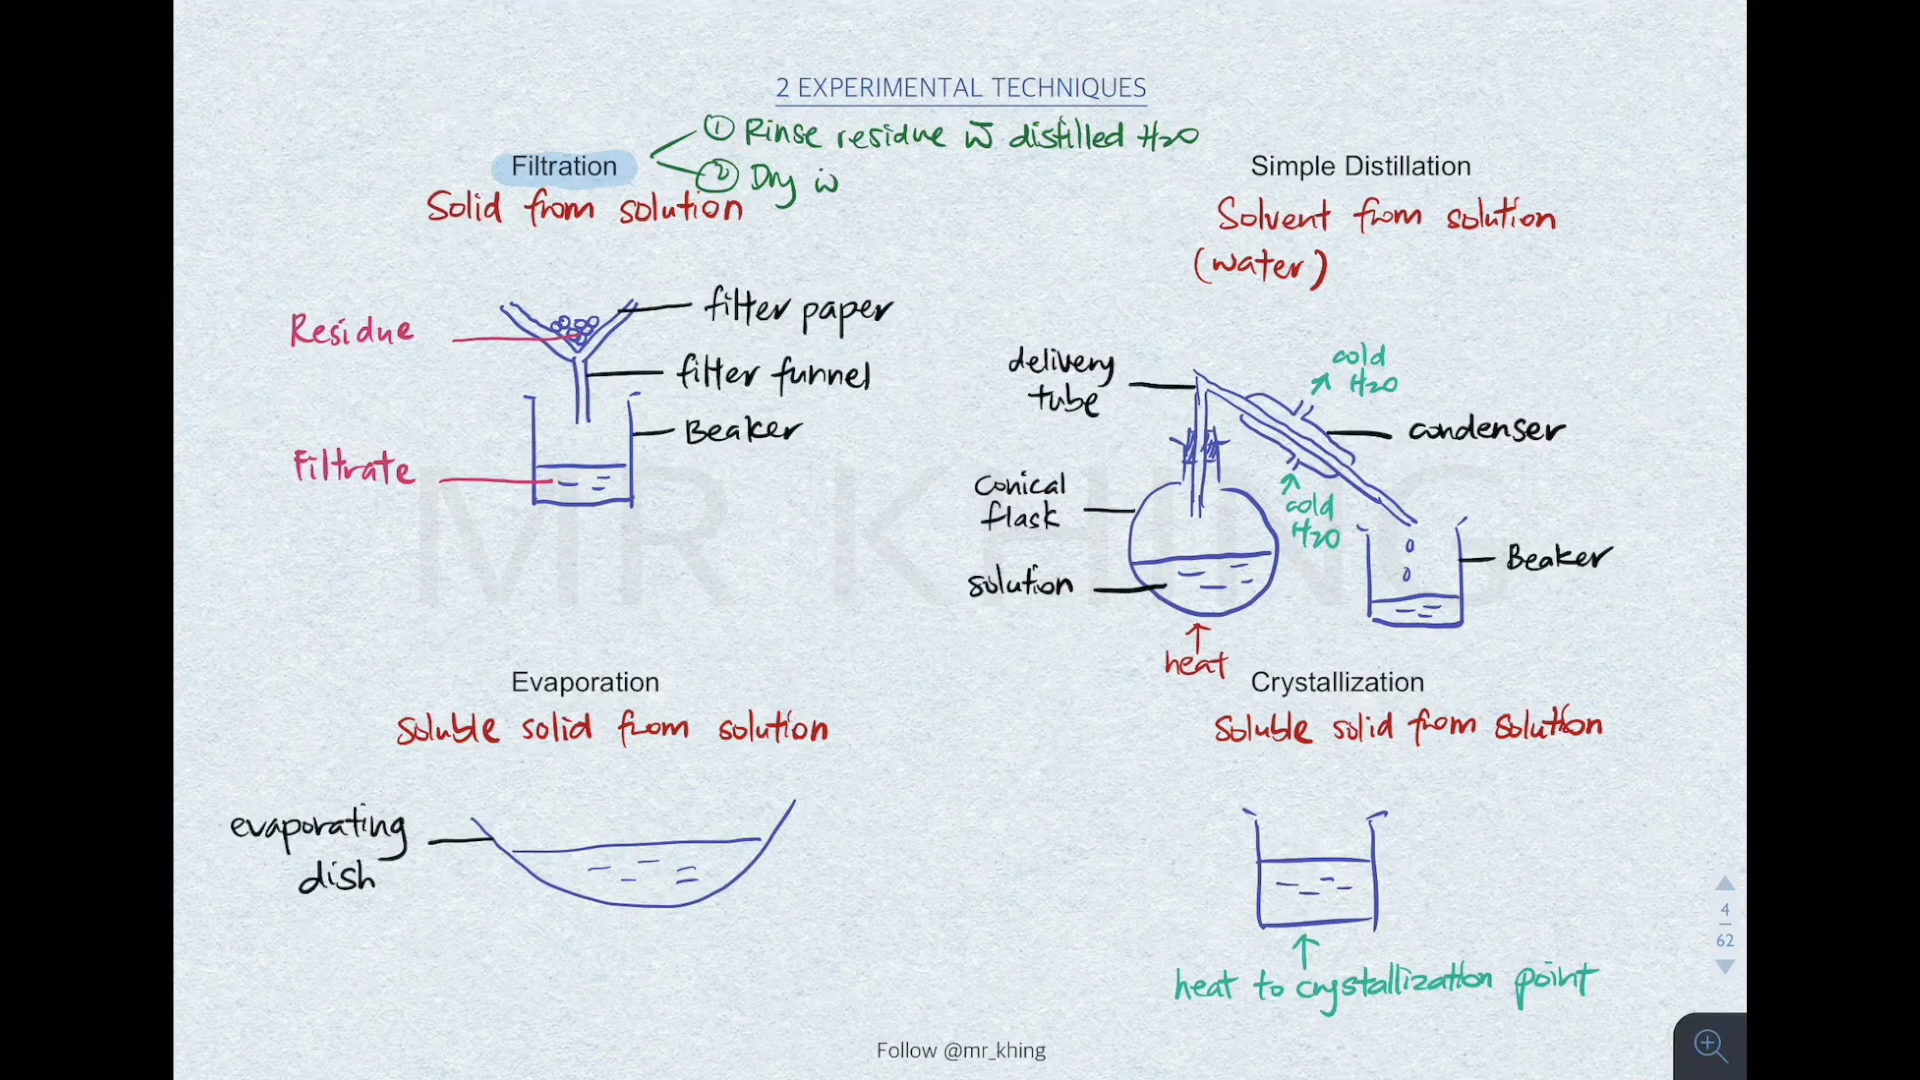 2 EXPERIMENTAL TECHNIQUES
① Rinse residue w̄ distilled H2O
Filtration
② Dry w
Solid from solution
Residue
filter paper
filter funnel
Beaker
Filtrate
Simple Distillation
Solvent from solution
(water)
delivery
tube
cold
H2O
condenser
Conical
flask
cold
H2O
solution
Beaker
heat
Evaporation
Soluble solid from solution
evaporating
dish
Crystallization
Soluble solid from solution
heat to crystallization point
MR KHING
4
62
Follow @mr_khing